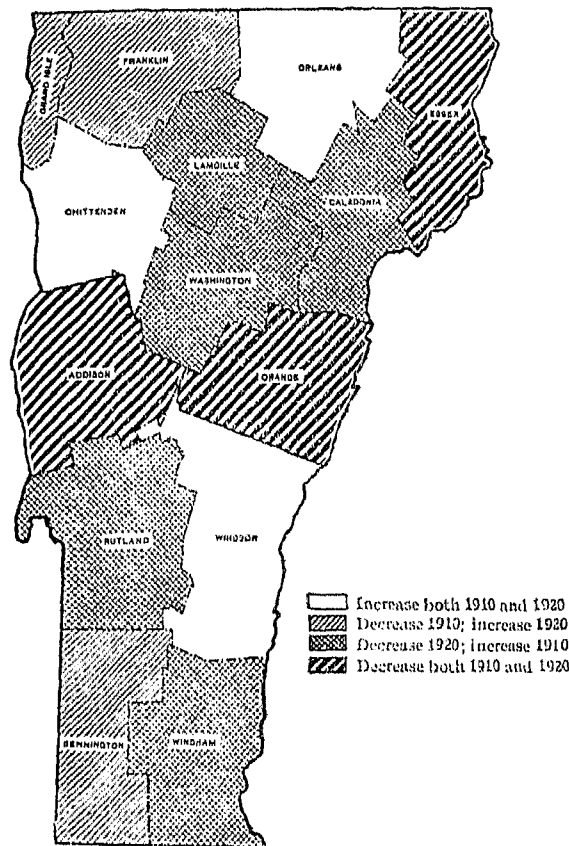 GRAND ISLE
FRANKLIN
ORLEANS
ESSEX
LAMOILLE
CALEDONIA
CHITTENDEN
WASHINGTON
ADDISON
ORANGE
RUTLAND
WINDSOR
Increase both 1910 and 1920
Decrease 1910; Increase 1920
Decrease 1920; Increase 1910
Decrease both 1910 and 1920
BENNINGTON
WINDHAM